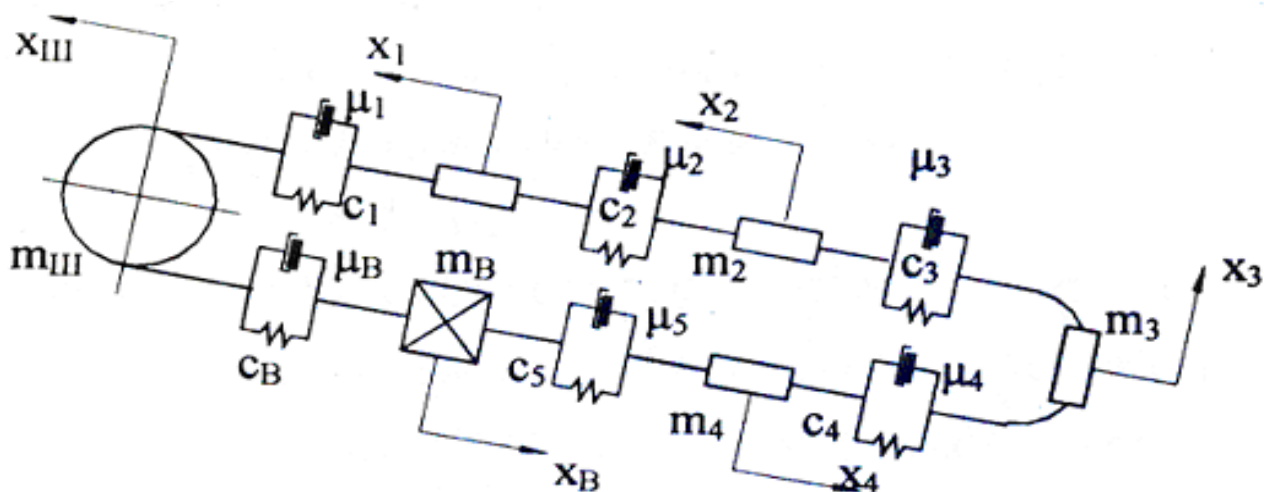 x_III
x_1
μ_1
x_2
μ_2
μ_3
c_1
c_2
m_III
μ_B
m_B
m_2
c_3
x_3
μ_5
m_3
c_B
c_5
μ_4
m_4
c_4
x_B
x_4